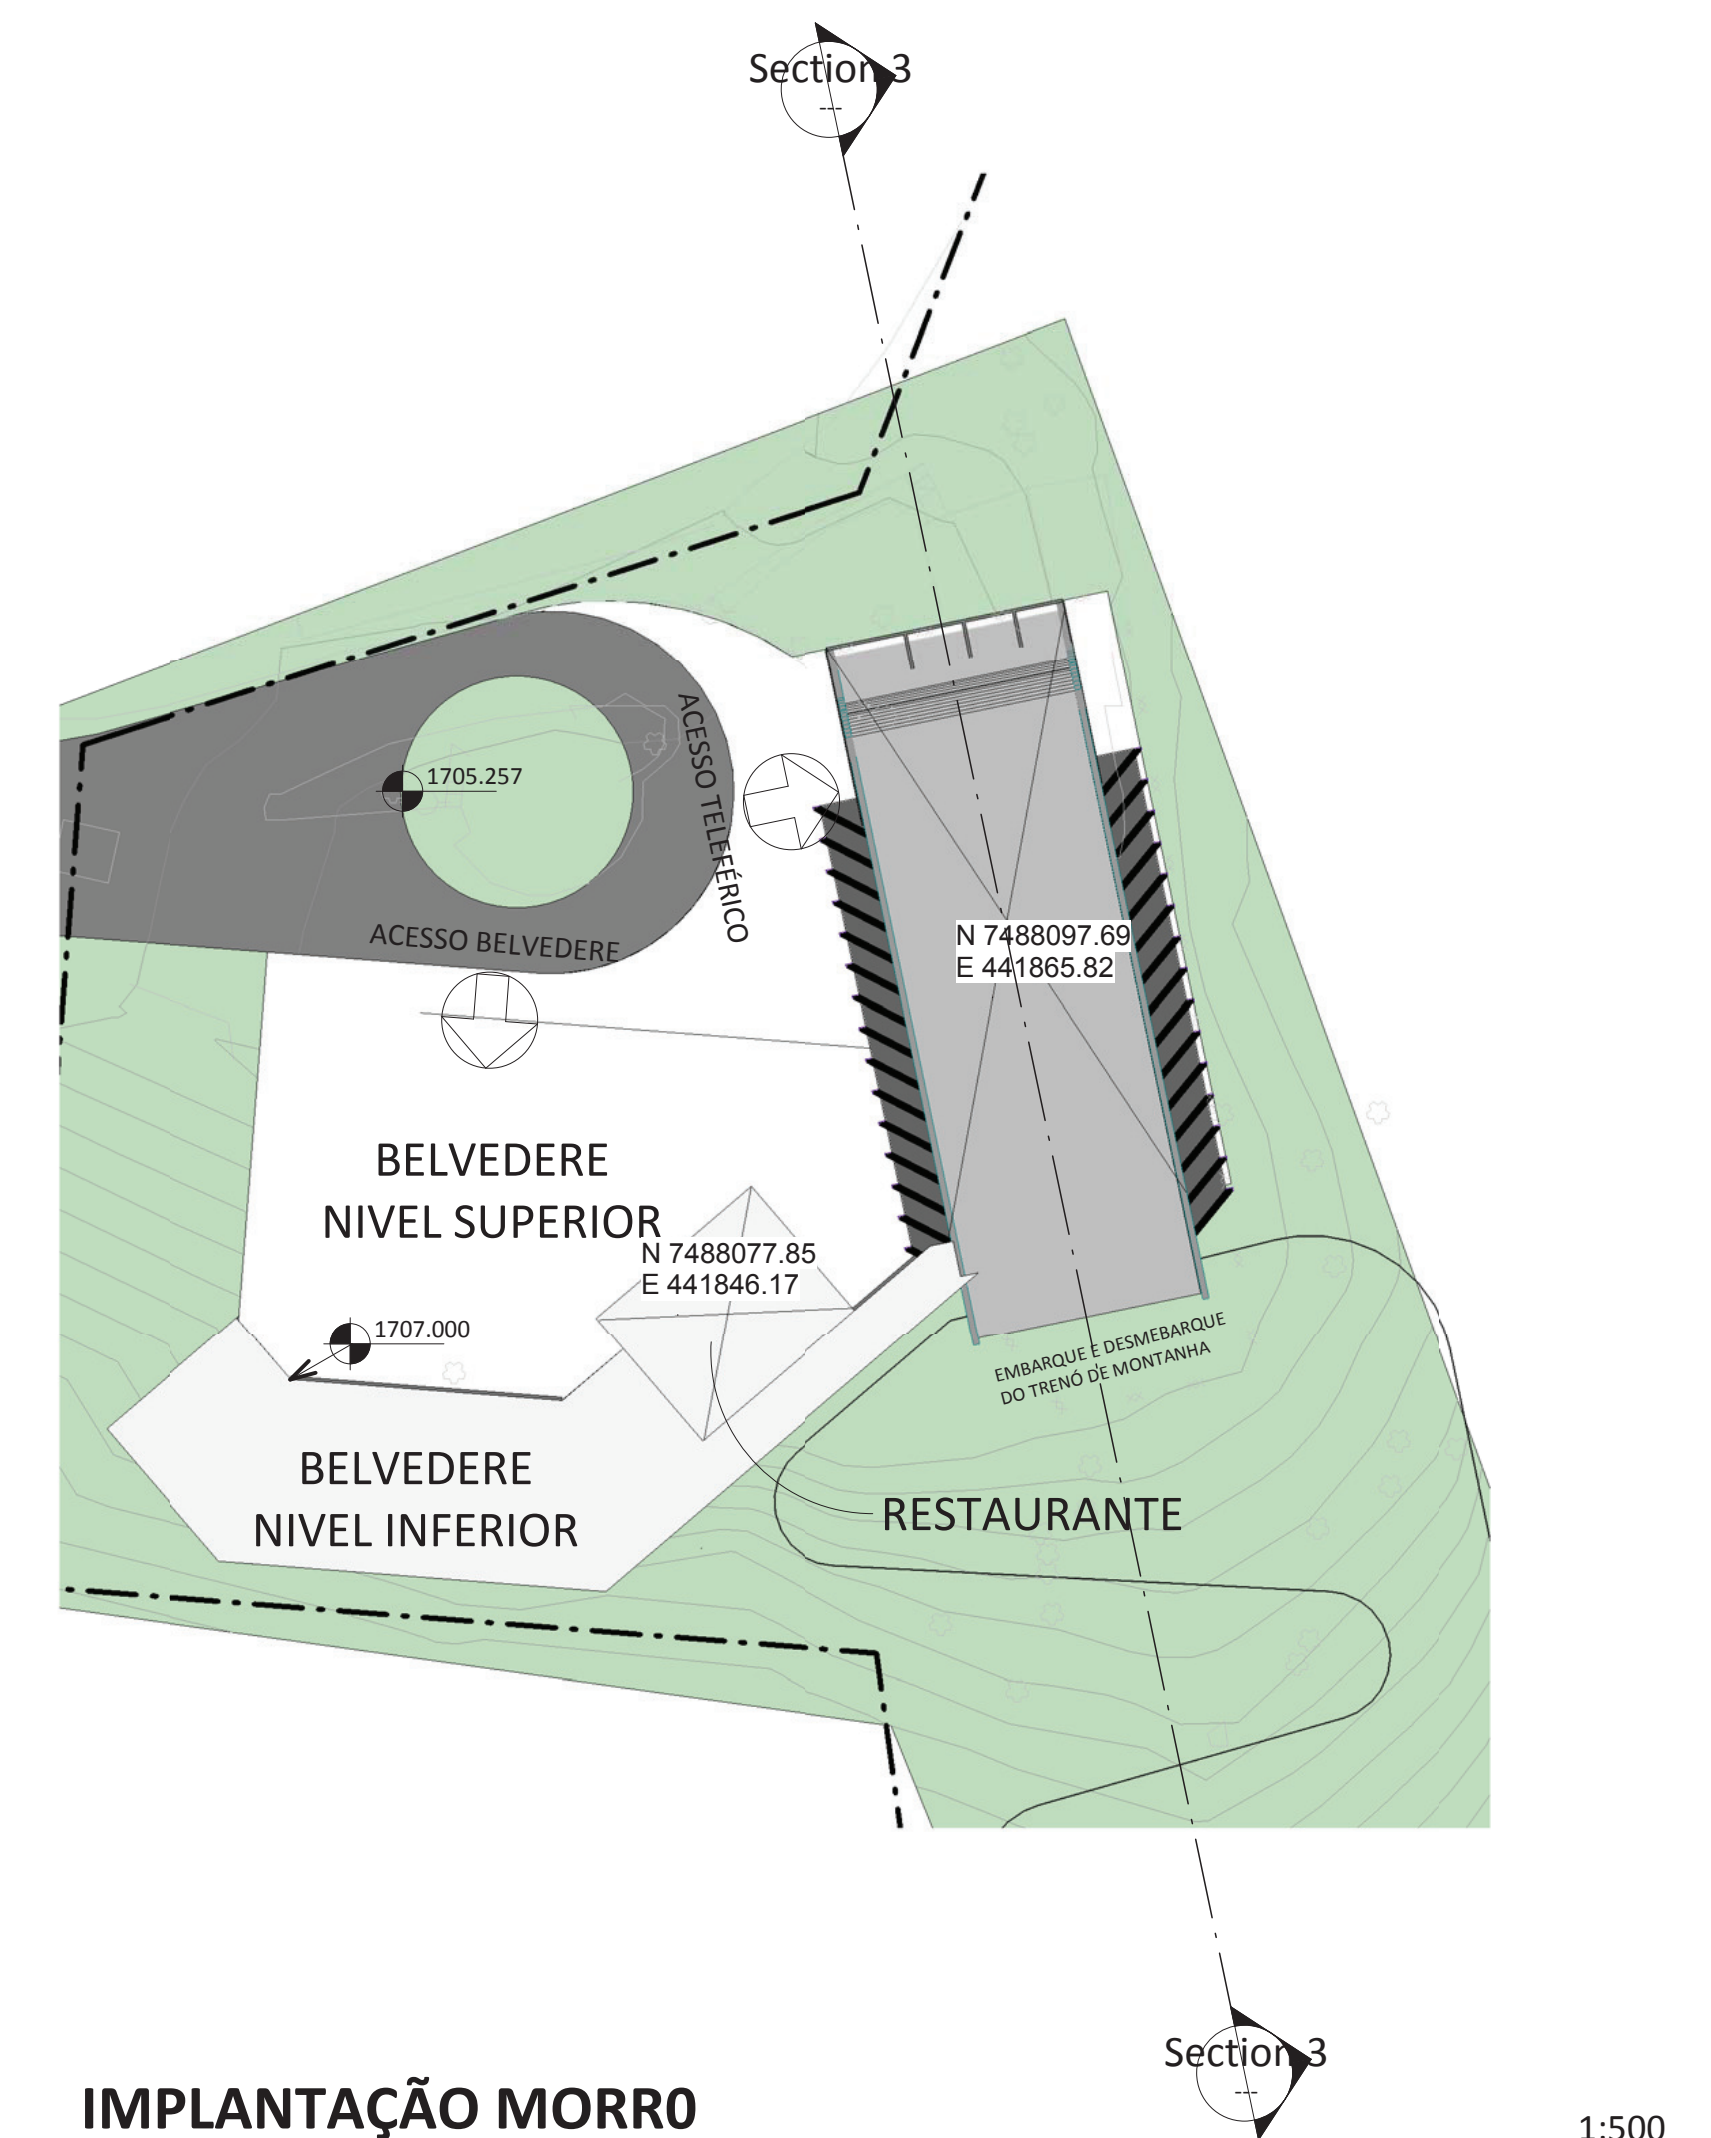 Section 3
---
1705.257
ACESSO TELEFÉRICO
ACESSO BELVEDERE
N 7488097.69
E 441865.82
BELVEDERE
NIVEL SUPERIOR
N 7488077.85
E 441846.17
1707.000
EMBARQUE E DESMEBARQUE
DO TRENÓ DE MONTANHA
BELVEDERE
NIVEL INFERIOR
RESTAURANTE
Section 3
---
IMPLANTAÇÃO MORR0
1:500